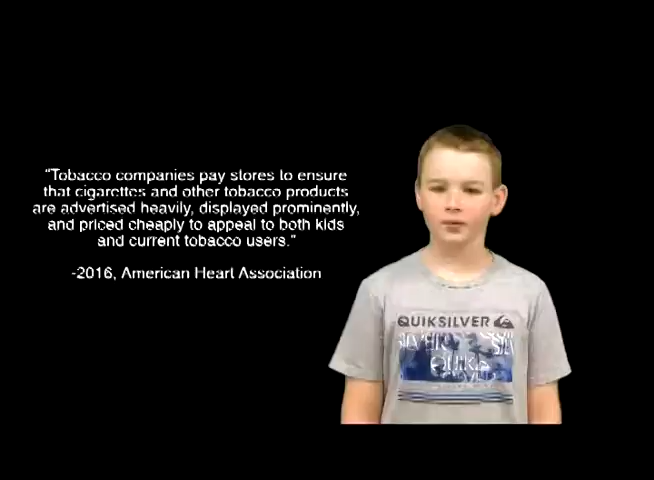 "Tobacco companies pay stores to ensure
that cigarettes and other tobacco products
are advertised heavily, displayed prominently,
and priced cheaply to appeal to both kids
and current tobacco users."
-2016, American Heart Association
QUIKSILVER